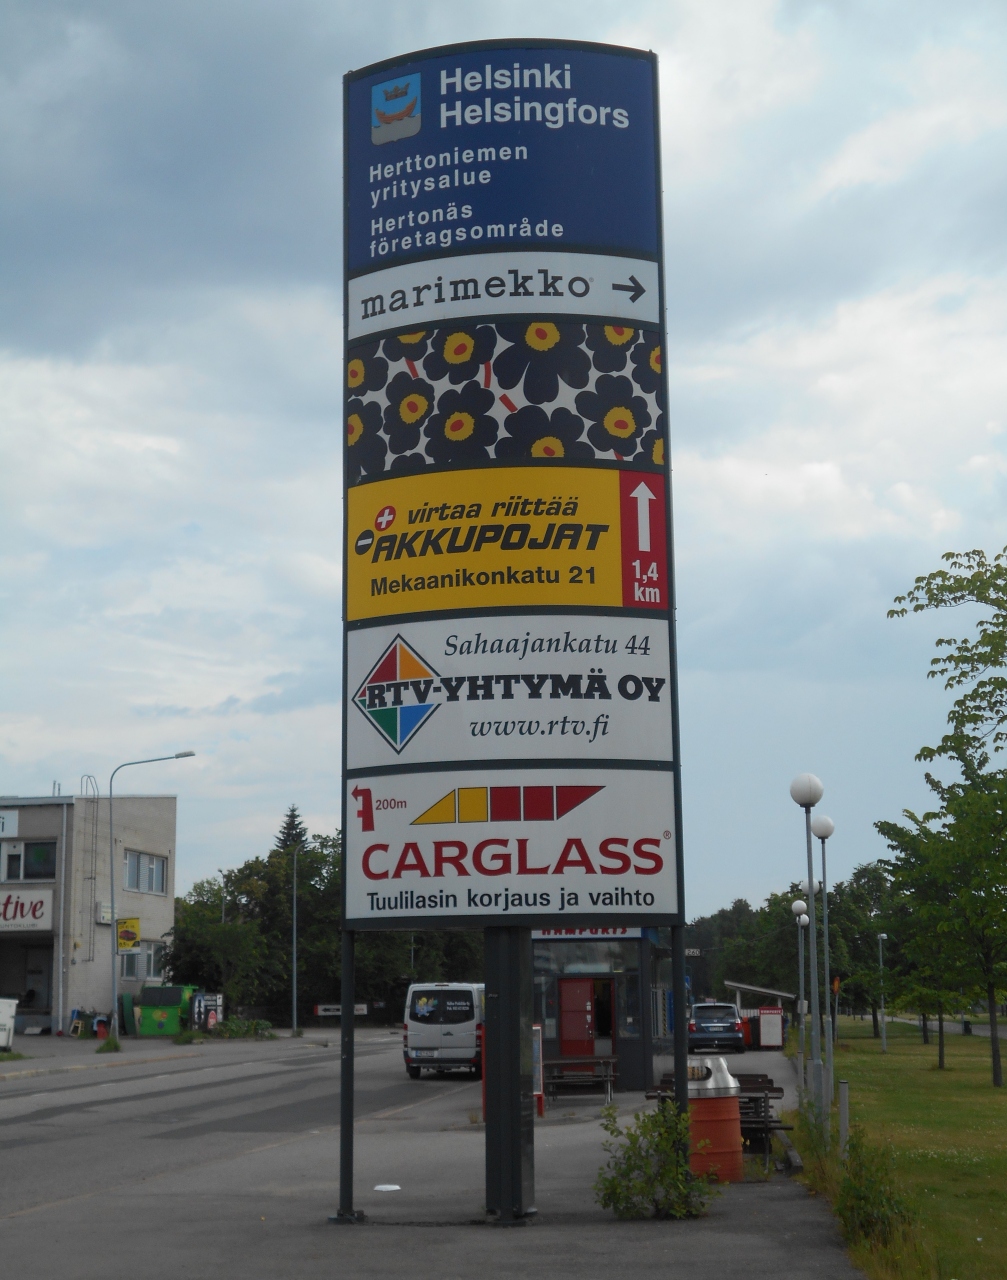 Helsinki
Helsingfors
Herttoniemen
yritysalue
Hertonäs
företagsområde
marimekko
virtaa riittää
AKKUPOJAT
Mekaanikonkatu 21
1,4
km
Sahaajankatu 44
RTV-YHTYMÄ OY
www.rtv.fi
200m
CARGLASS®
Tuulilasin korjaus ja vaihto